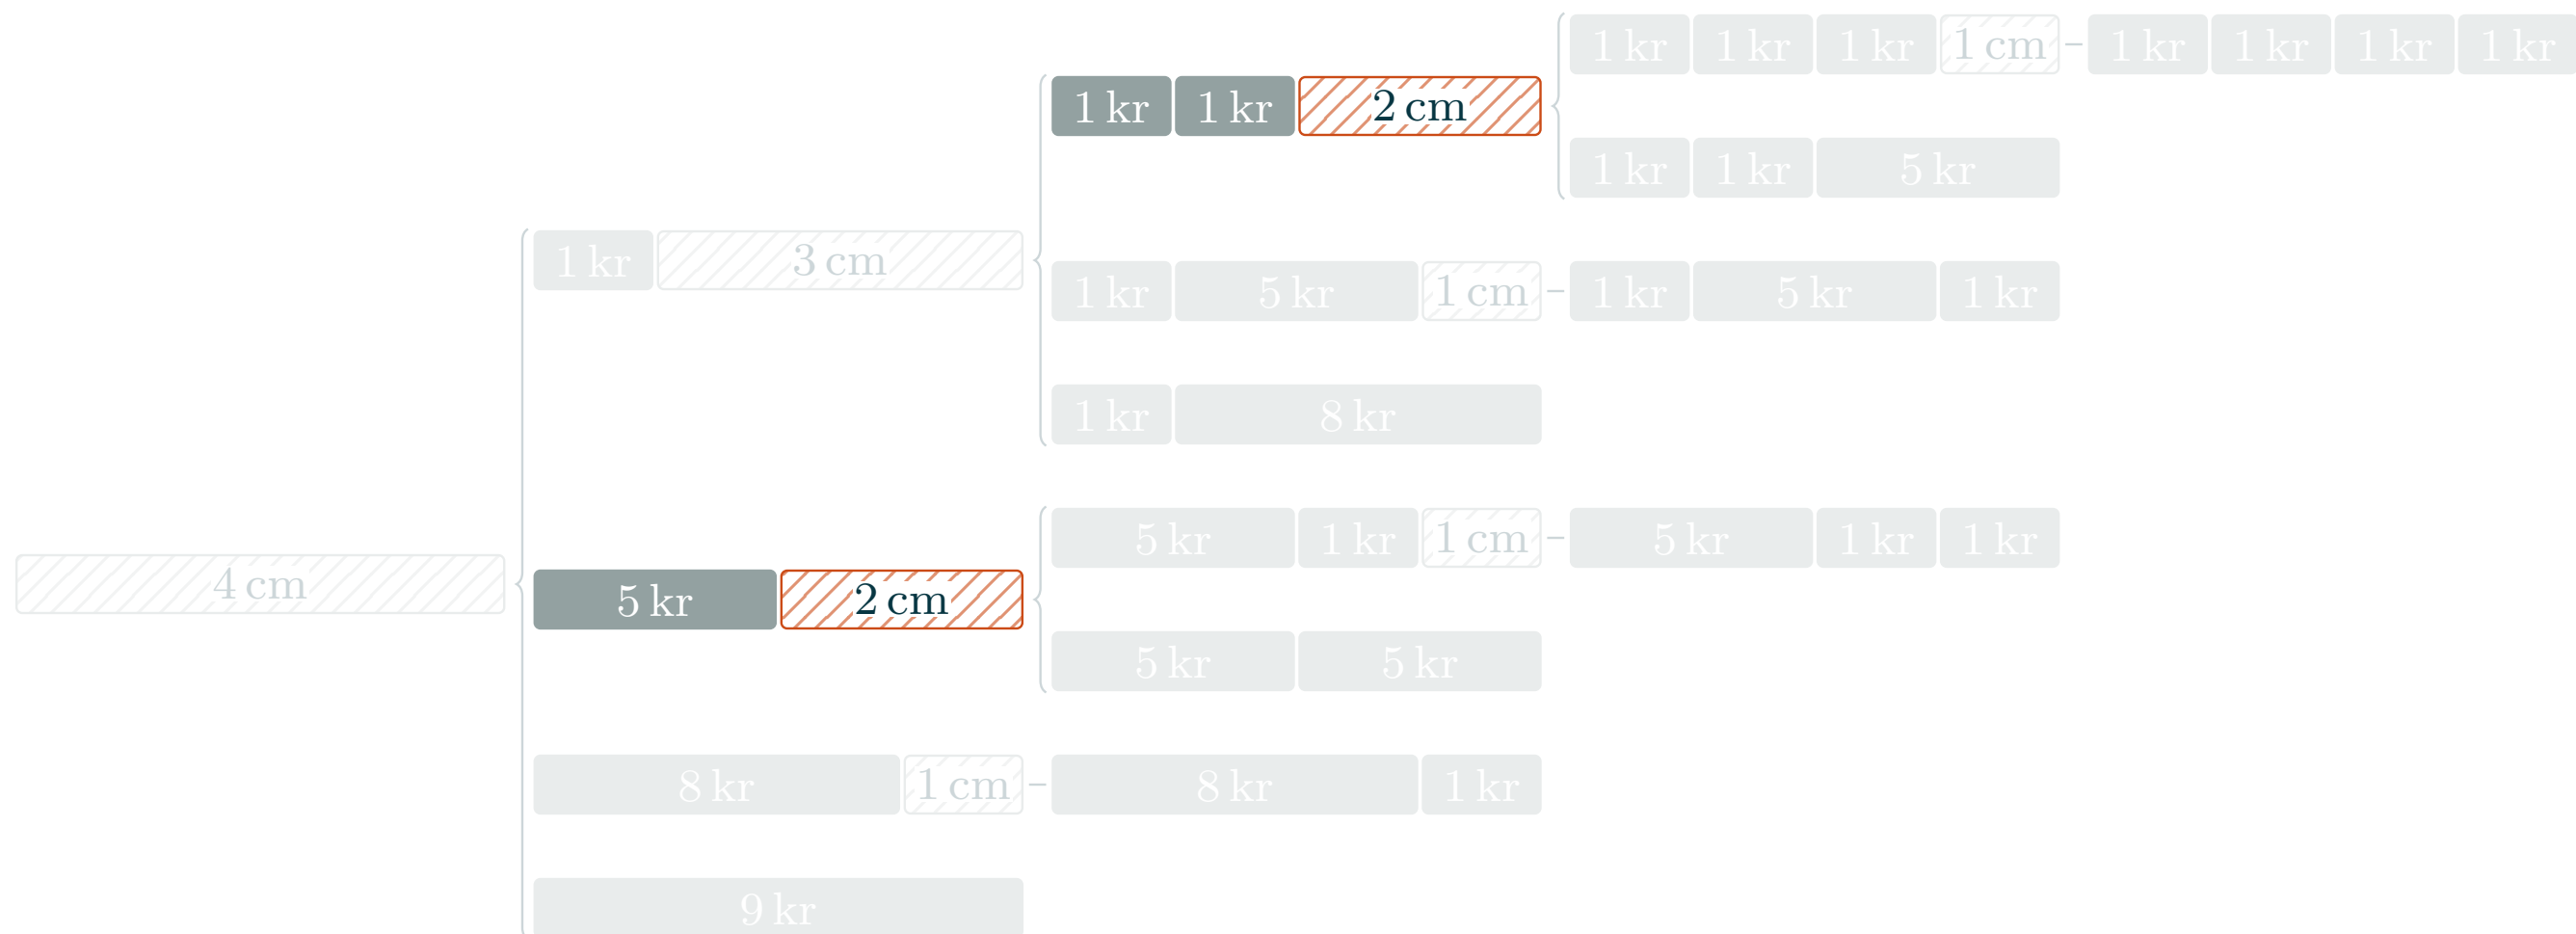 1 kr 1 kr 1 kr 1 cm 1 kr 1 kr 1 kr 1 kr
1 kr 1 kr 2 cm
1 kr 1 kr 5 kr
1 kr 3 cm
1 kr 5 kr 1 cm 1 kr 5 kr 1 kr
1 kr 8 kr
5 kr 1 kr 1 cm 5 kr 1 kr 1 kr
4 cm
5 kr 2 cm
5 kr 5 kr
8 kr 1 cm 8 kr 1 kr
9 kr